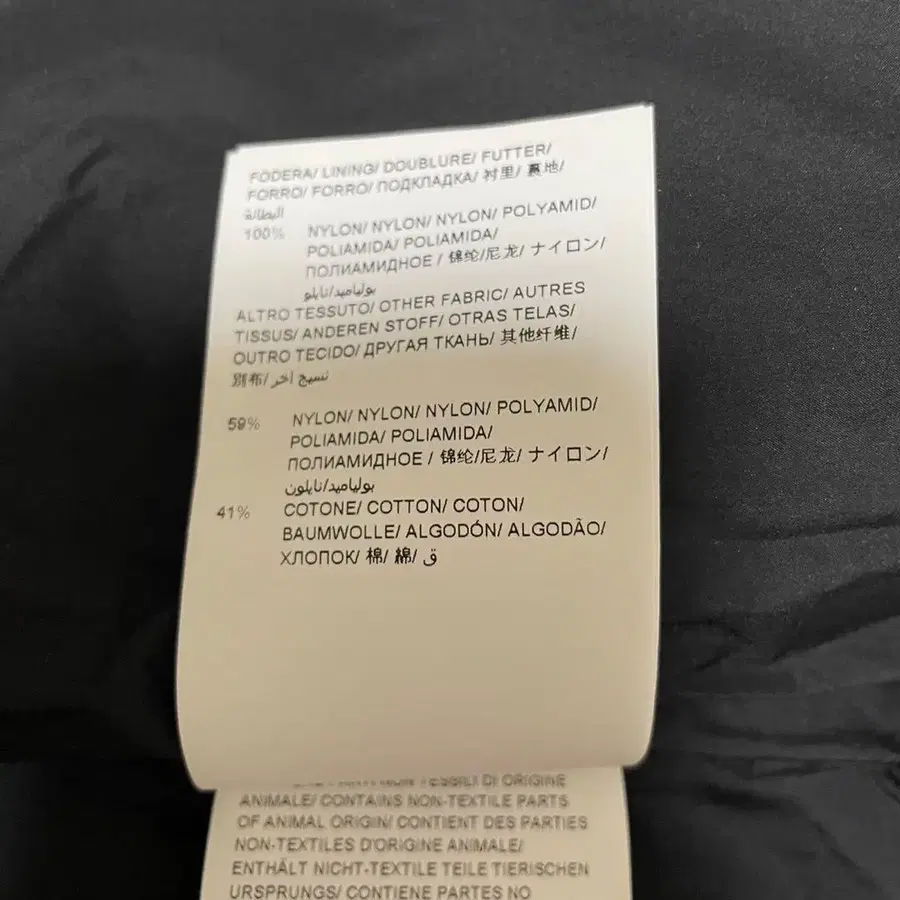 FODERA/ LINING/ DOUBLURE/ FUTTER/
FORRO/ FORRO/ ПОДКЛАДКА/ 衬里/ 裏地/
البطانة
100% NYLON/ NYLON/ NYLON/ POLYAMID/
POLIAMIDA/ POLIAMIDA/
ПОЛИАМИДНОЕ / 锦纶/尼龙/ ナイロン/
بولياميد/نايلو
ALTRO TESSUTO/ OTHER FABRIC/ AUTRES
TISSUS/ ANDEREN STOFF/ OTRAS TELAS/
OUTRO TECIDO/ ДРУГАЯ ТКАНЬ/ 其他纤维/
別布/ نسيج اخر
59% NYLON/ NYLON/ NYLON/ POLYAMID/
POLIAMIDA/ POLIAMIDA/
ПОЛИАМИДНОЕ / 锦纶/尼龙/ ナイロン/
بولياميد/نايلون
41% COTONE/ COTTON/ COTON/
BAUMWOLLE/ ALGODÓN/ ALGODÃO/
ХЛОПОК/ 棉/ 綿/ ق
DI ORIGINE
ANIMALE/ CONTAINS NON-TEXTILE PARTS
OF ANIMAL ORIGIN/ CONTIENT DES PARTIES
NON-TEXTILES D'ORIGINE ANIMALE/
ENTHÄLT NICHT-TEXTILE TEILE TIERISCHEN
URSPRUNGS/ CONTIENE PARTES NO